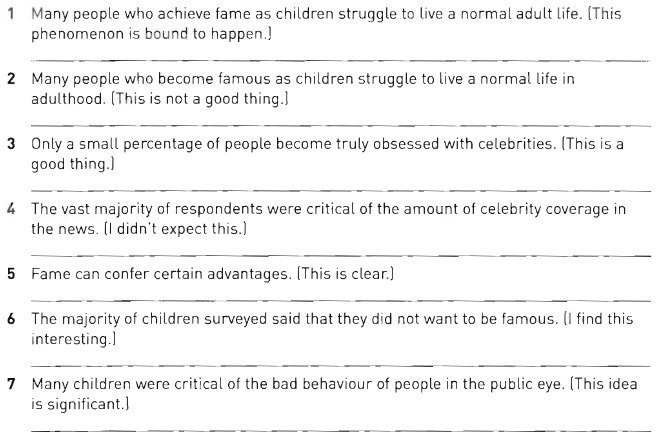 1 Many people who achieve fame as children struggle to live a normal adult life. (This
phenomenon is bound to happen.)
2 Many people who become famous as children struggle to live a normal life in
adulthood. (This is not a good thing.)
3 Only a small percentage of people become truly obsessed with celebrities. (This is a
good thing.)
4 The vast majority of respondents were critical of the amount of celebrity coverage in
the news. (I didn't expect this.)
5 Fame can confer certain advantages. (This is clear.)
6 The majority of children surveyed said that they did not want to be famous. (I find this
interesting.)
7 Many children were critical of the bad behaviour of people in the public eye. (This idea
is significant.)